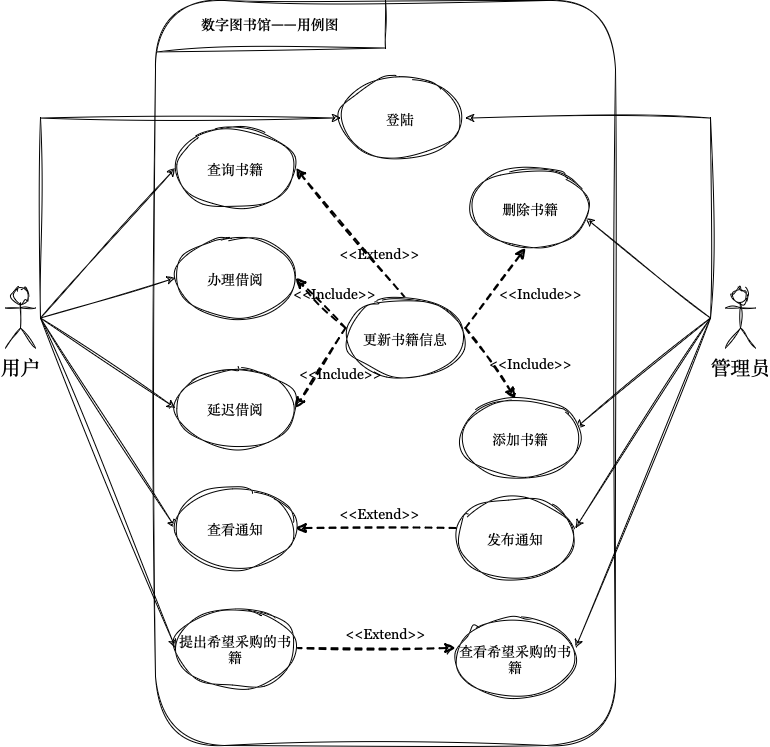 数字图书馆——用例图
登陆
查询书籍
删除书籍
<<Extend>>
办理借阅
<<Include>>
<<Include>>
更新书籍信息
用户
管理员
<<Include>>
<<Include>>
延迟借阅
添加书籍
<<Extend>>
查看通知
发布通知
<<Extend>>
提出希望采购的书
籍
查看希望采购的书
籍